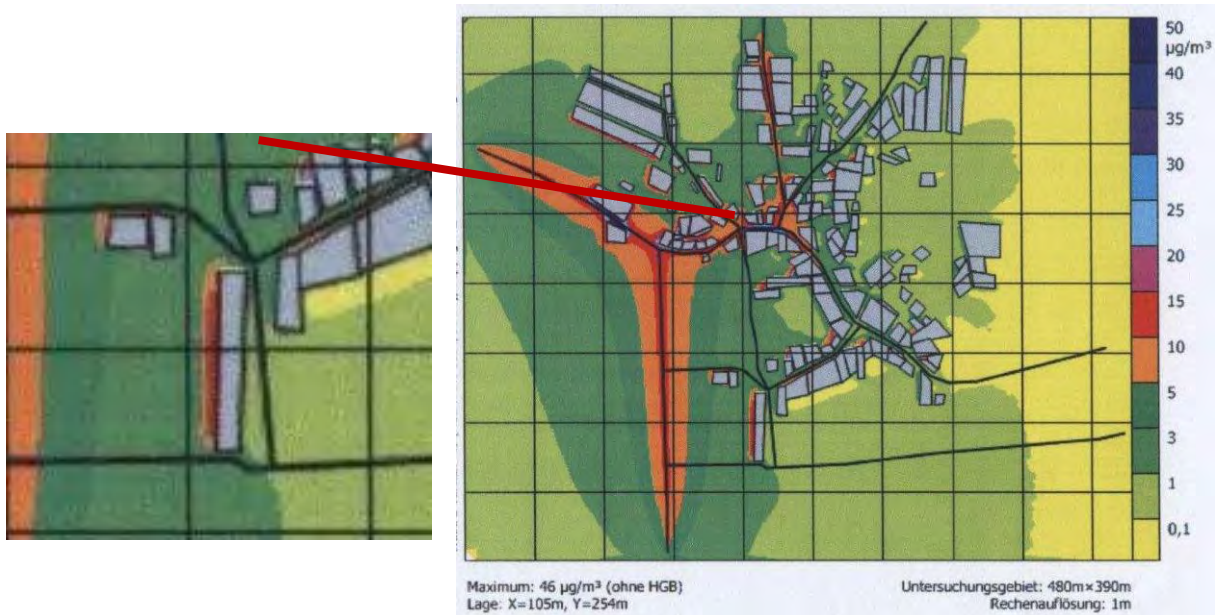 50
µg/m³
40
35
30
25
20
15
10
5
3
1
0,1
Maximum: 46 µg/m³ (ohne HGB)
Lage: X=105m, Y=254m
Untersuchungsgebiet: 480m×390m
Rechenauflösung: 1m